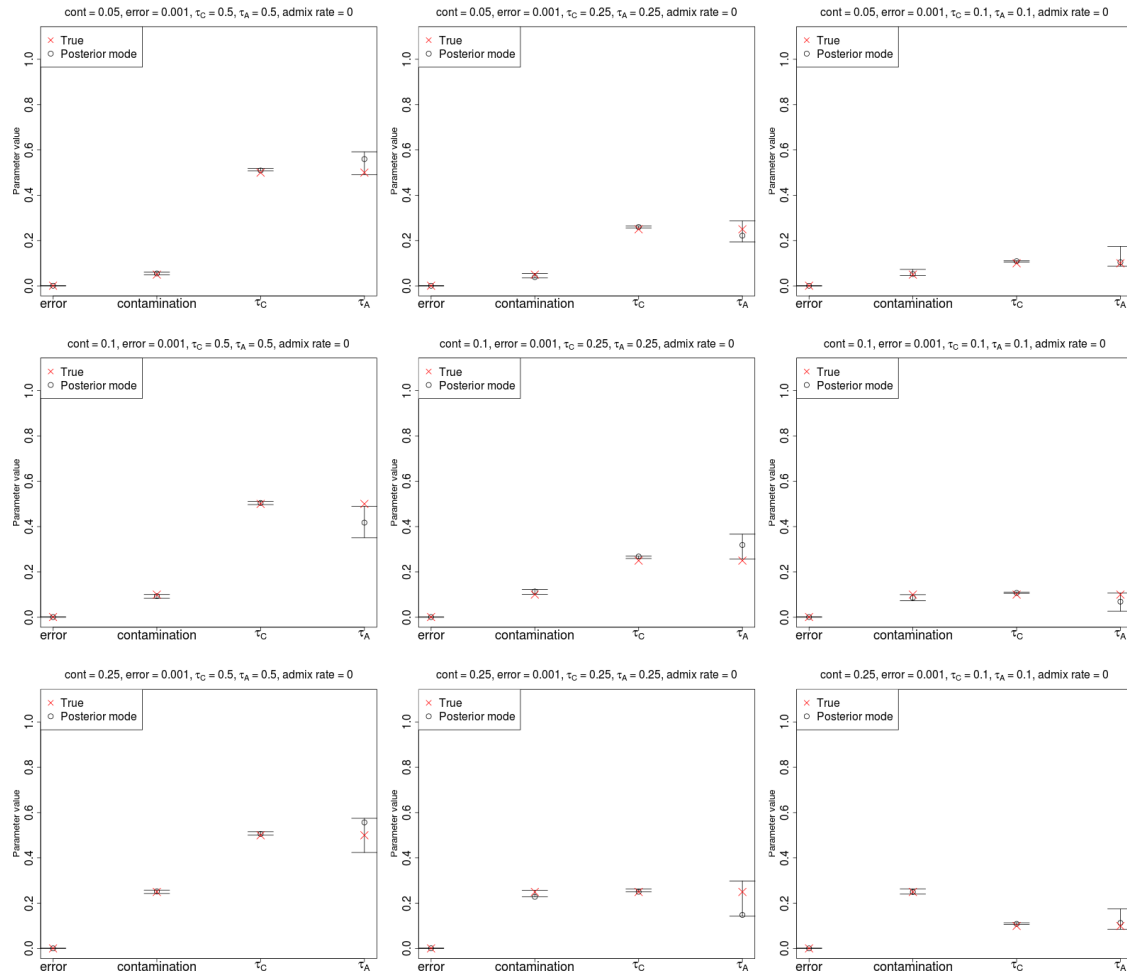 cont = 0.05, error = 0.001, τC = 0.5, τA = 0.5, admix rate = 0
True
Posterior mode
Parameter value
0.0 0.2 0.4 0.6 0.8 1.0
error contamination τC τA
cont = 0.05, error = 0.001, τC = 0.25, τA = 0.25, admix rate = 0
True
Posterior mode
Parameter value
0.0 0.2 0.4 0.6 0.8 1.0
error contamination τC τA
cont = 0.05, error = 0.001, τC = 0.1, τA = 0.1, admix rate = 0
True
Posterior mode
Parameter value
0.0 0.2 0.4 0.6 0.8 1.0
error contamination τC τA
cont = 0.1, error = 0.001, τC = 0.5, τA = 0.5, admix rate = 0
True
Posterior mode
Parameter value
0.0 0.2 0.4 0.6 0.8 1.0
error contamination τC τA
cont = 0.1, error = 0.001, τC = 0.25, τA = 0.25, admix rate = 0
True
Posterior mode
Parameter value
0.0 0.2 0.4 0.6 0.8 1.0
error contamination τC τA
cont = 0.1, error = 0.001, τC = 0.1, τA = 0.1, admix rate = 0
True
Posterior mode
Parameter value
0.0 0.2 0.4 0.6 0.8 1.0
error contamination τC τA
cont = 0.25, error = 0.001, τC = 0.5, τA = 0.5, admix rate = 0
True
Posterior mode
Parameter value
0.0 0.2 0.4 0.6 0.8 1.0
error contamination τC τA
cont = 0.25, error = 0.001, τC = 0.25, τA = 0.25, admix rate = 0
True
Posterior mode
Parameter value
0.0 0.2 0.4 0.6 0.8 1.0
error contamination τC τA
cont = 0.25, error = 0.001, τC = 0.1, τA = 0.1, admix rate = 0
True
Posterior mode
Parameter value
0.0 0.2 0.4 0.6 0.8 1.0
error contamination τC τA